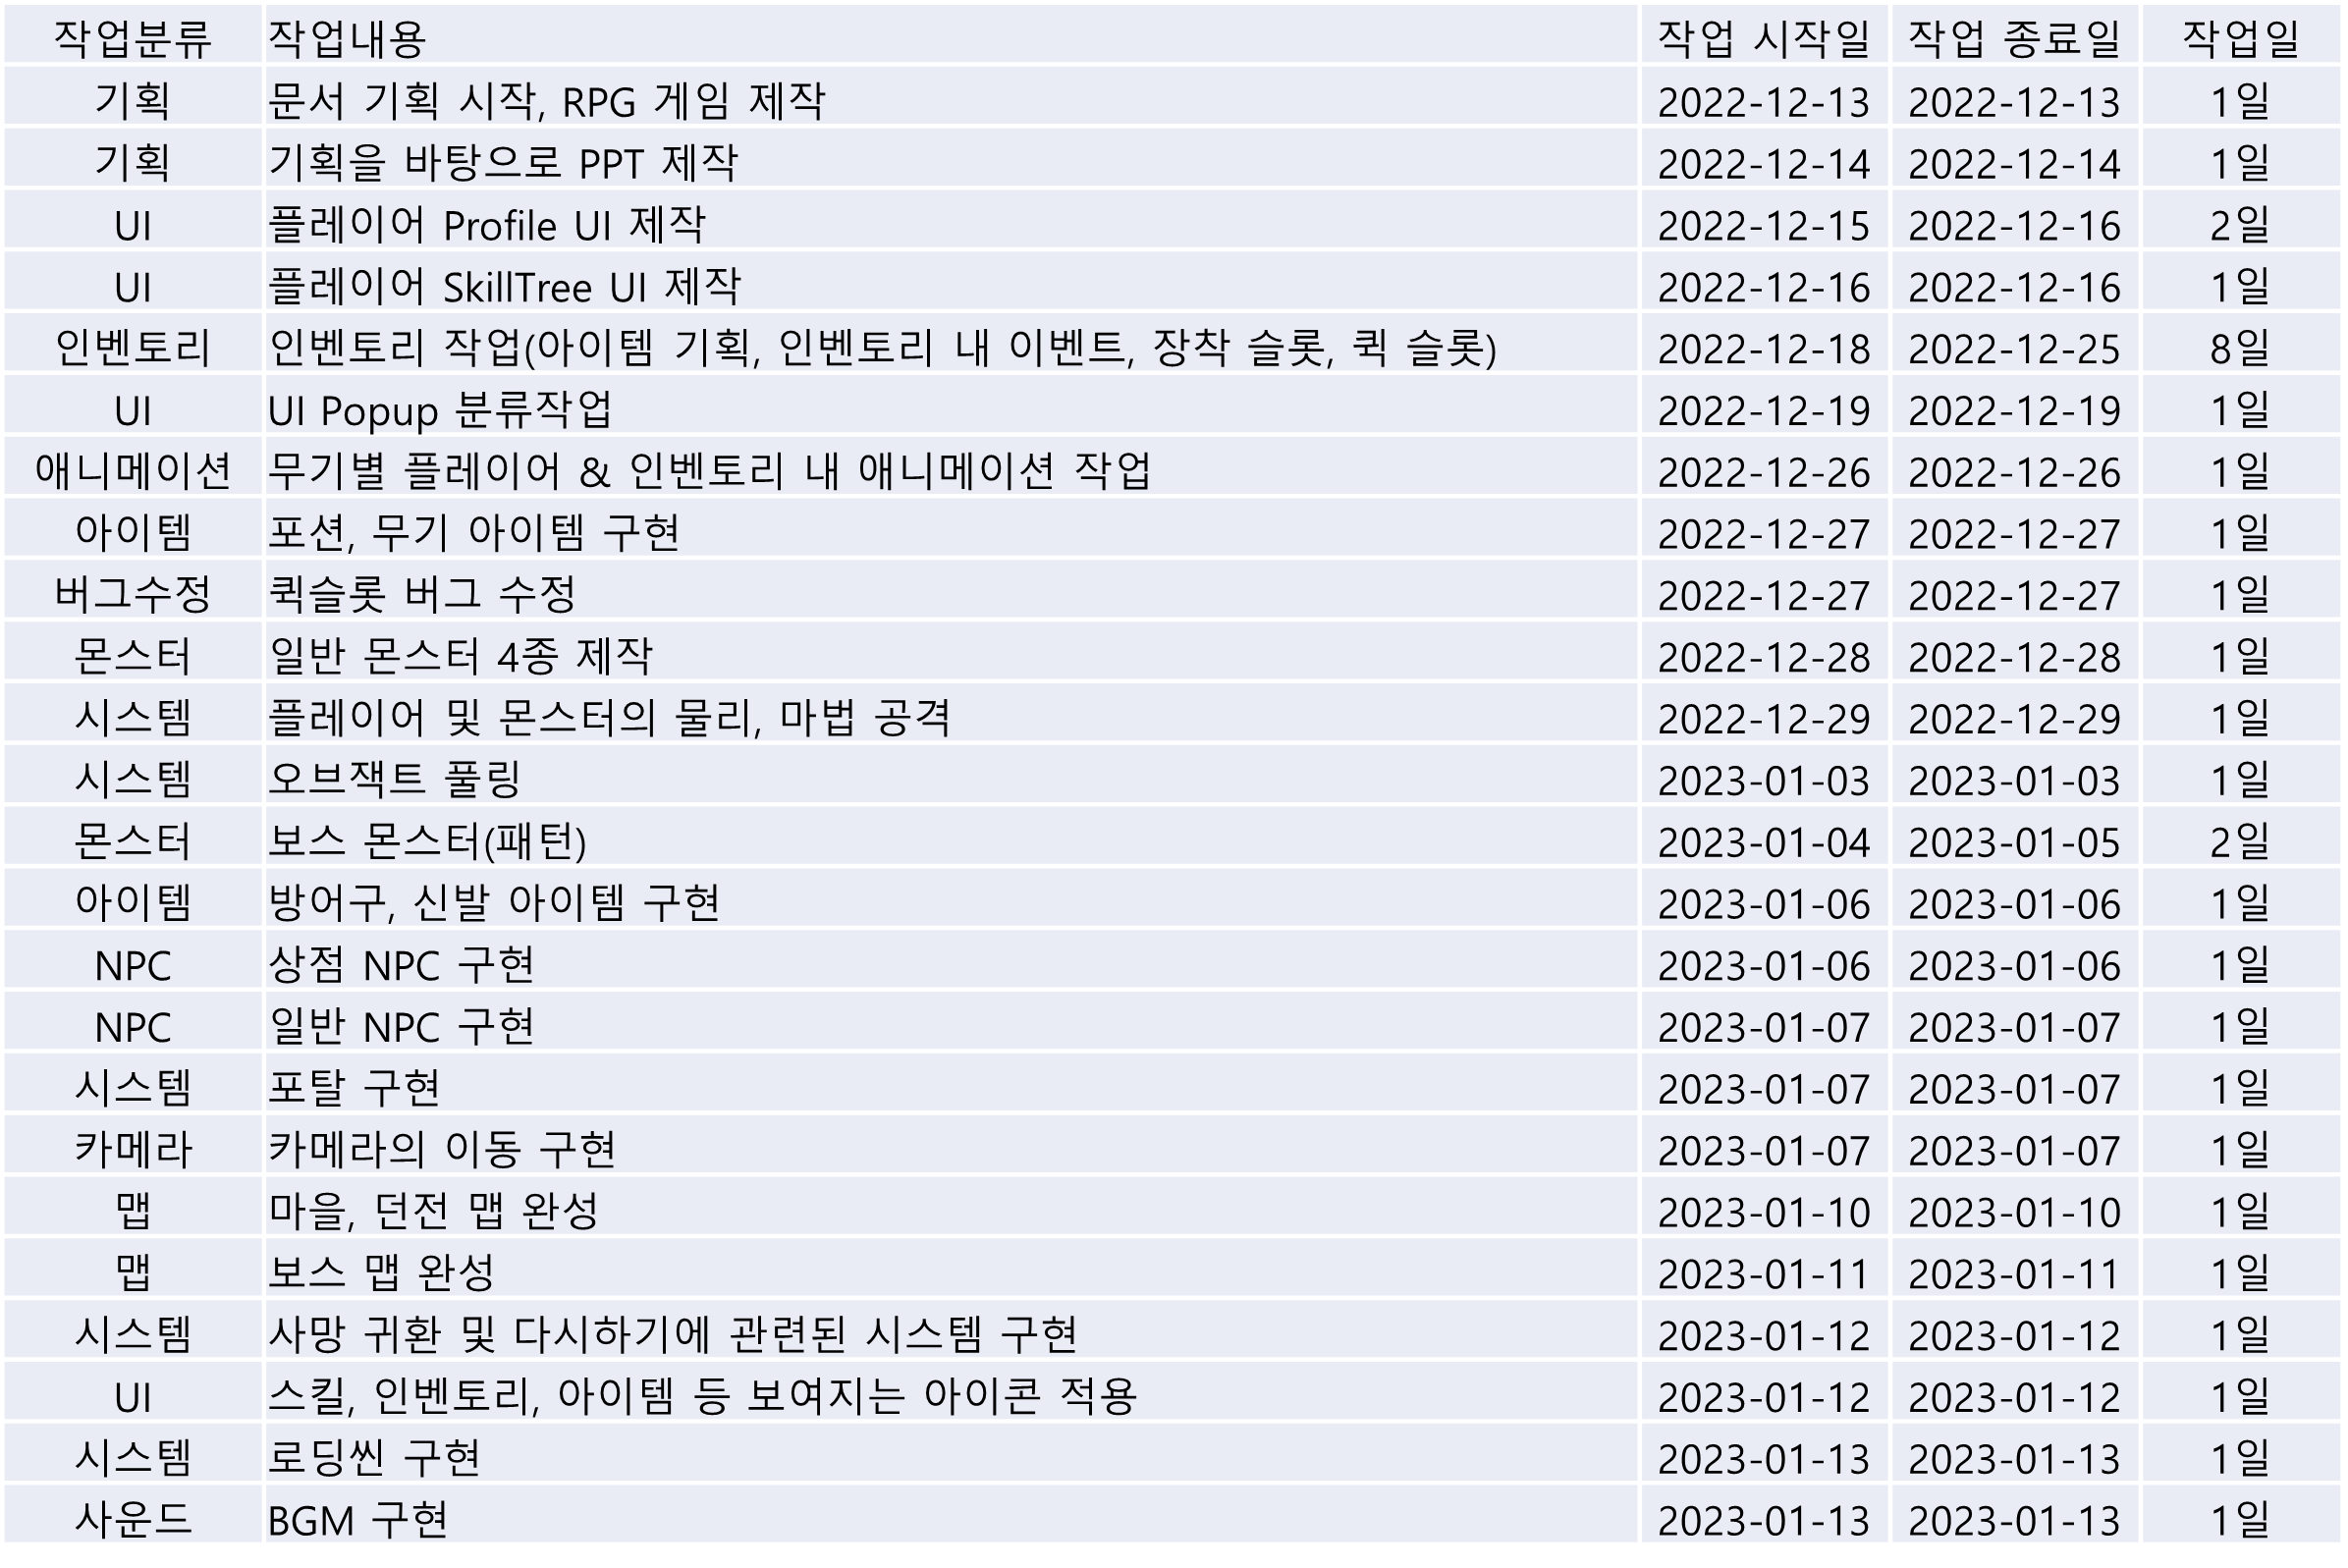 작업분류 작업내용 작업 시작일 작업 종료일 작업일
기획 문서 기획 시작, RPG 게임 제작 2022-12-13 2022-12-13 1일
기획 기획을 바탕으로 PPT 제작 2022-12-14 2022-12-14 1일
UI 플레이어 Profile UI 제작 2022-12-15 2022-12-16 2일
UI 플레이어 SkillTree UI 제작 2022-12-16 2022-12-16 1일
인벤토리 인벤토리 작업(아이템 기획, 인벤토리 내 이벤트, 장착 슬롯, 퀵 슬롯) 2022-12-18 2022-12-25 8일
UI UI Popup 분류작업 2022-12-19 2022-12-19 1일
애니메이션 무기별 플레이어 & 인벤토리 내 애니메이션 작업 2022-12-26 2022-12-26 1일
아이템 포션, 무기 아이템 구현 2022-12-27 2022-12-27 1일
버그수정 퀵슬롯 버그 수정 2022-12-27 2022-12-27 1일
몬스터 일반 몬스터 4종 제작 2022-12-28 2022-12-28 1일
시스템 플레이어 및 몬스터의 물리, 마법 공격 2022-12-29 2022-12-29 1일
시스템 오브잭트 풀링 2023-01-03 2023-01-03 1일
몬스터 보스 몬스터(패턴) 2023-01-04 2023-01-05 2일
아이템 방어구, 신발 아이템 구현 2023-01-06 2023-01-06 1일
NPC 상점 NPC 구현 2023-01-06 2023-01-06 1일
NPC 일반 NPC 구현 2023-01-07 2023-01-07 1일
시스템 포탈 구현 2023-01-07 2023-01-07 1일
카메라 카메라의 이동 구현 2023-01-07 2023-01-07 1일
맵 마을, 던전 맵 완성 2023-01-10 2023-01-10 1일
맵 보스 맵 완성 2023-01-11 2023-01-11 1일
시스템 사망 귀환 및 다시하기에 관련된 시스템 구현 2023-01-12 2023-01-12 1일
UI 스킬, 인벤토리, 아이템 등 보여지는 아이콘 적용 2023-01-12 2023-01-12 1일
시스템 로딩씬 구현 2023-01-13 2023-01-13 1일
사운드 BGM 구현 2023-01-13 2023-01-13 1일